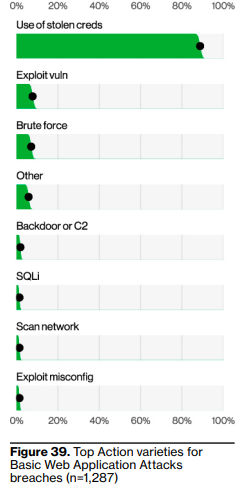 0% 20% 40% 60% 80% 100%
Use of stolen creds
Exploit vuln
Brute force
Other
Backdoor or C2
SQLi
Scan network
Exploit misconfig
0% 20% 40% 60% 80% 100%
Figure 39. Top Action varieties for
Basic Web Application Attacks
breaches (n=1,287)